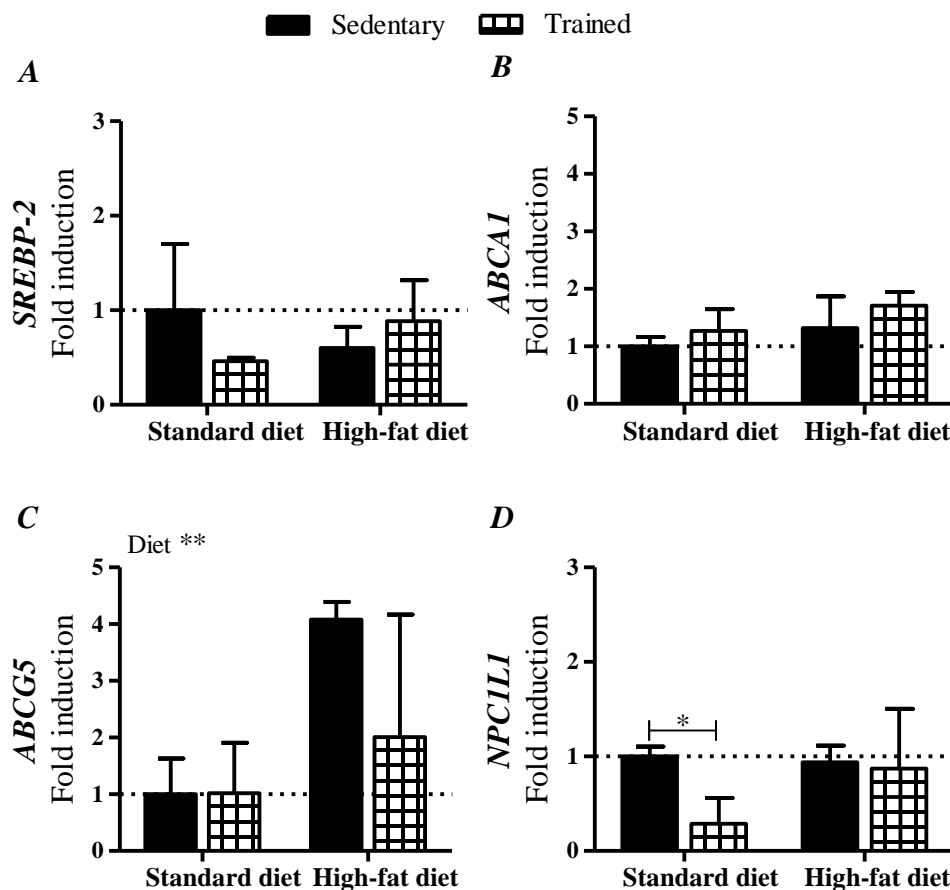 Sedentary Trained
A
SREBP-2
Fold induction
3
2
1
0
Standard diet High-fat diet
B
ABCA1
Fold induction
5
4
3
2
1
0
Standard diet High-fat diet
C
Diet **
ABCG5
Fold induction
5
4
3
2
1
0
Standard diet High-fat diet
D
NPC1L1
Fold induction
3
2
1
0
*
Standard diet High-fat diet